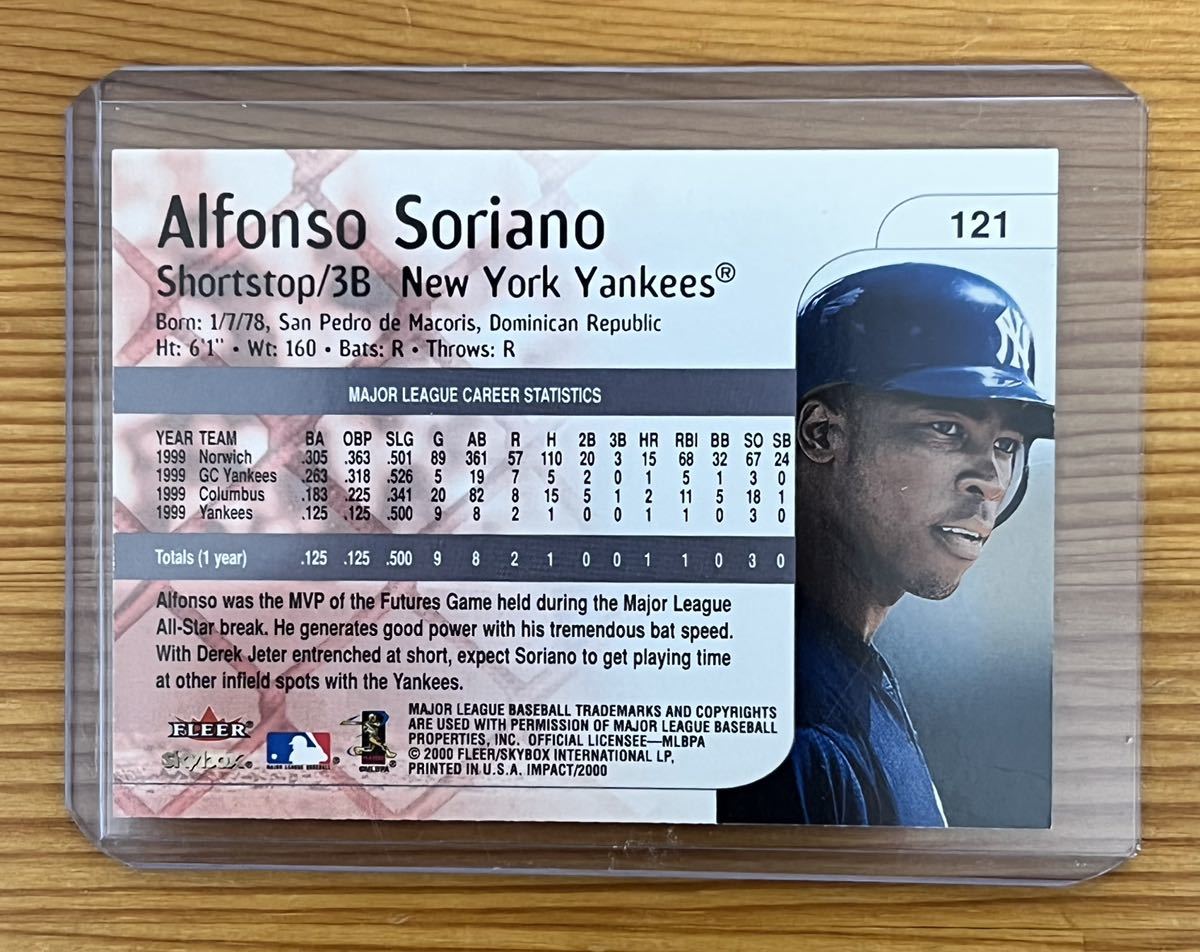 Alfonso Soriano
121
Shortstop/3B New York Yankees®
Born: 1/7/78, San Pedro de Macoris, Dominican Republic
Ht: 6'1" • Wt: 160 • Bats: R • Throws: R
MAJOR LEAGUE CAREER STATISTICS
YEAR TEAM BA OBP SLG G AB R H 2B 3B HR RBI BB SO SB
1999 Norwich .305 .363 .501 89 361 57 110 20 3 15 68 32 67 24
1999 GC Yankees .263 .318 .526 5 19 7 5 2 0 1 5 1 3 0
1999 Columbus .183 .225 .341 20 82 8 15 5 1 2 11 5 18 1
1999 Yankees .125 .125 .500 9 8 2 1 0 0 1 1 0 3 0
Totals (1 year) .125 .125 .500 9 8 2 1 0 0 1 1 0 3 0
Alfonso was the MVP of the Futures Game held during the Major League
All-Star break. He generates good power with his tremendous bat speed.
With Derek Jeter entrenched at short, expect Soriano to get playing time
at other infield spots with the Yankees.
FLEER®
skybox®
MAJOR LEAGUE BASEBALL®
©MLBPA
MAJOR LEAGUE BASEBALL TRADEMARKS AND COPYRIGHTS
ARE USED WITH PERMISSION OF MAJOR LEAGUE BASEBALL
PROPERTIES, INC. OFFICIAL LICENSEE—MLBPA
© 2000 FLEER/SKYBOX INTERNATIONAL LP,
PRINTED IN U.S.A. IMPACT/2000
NY